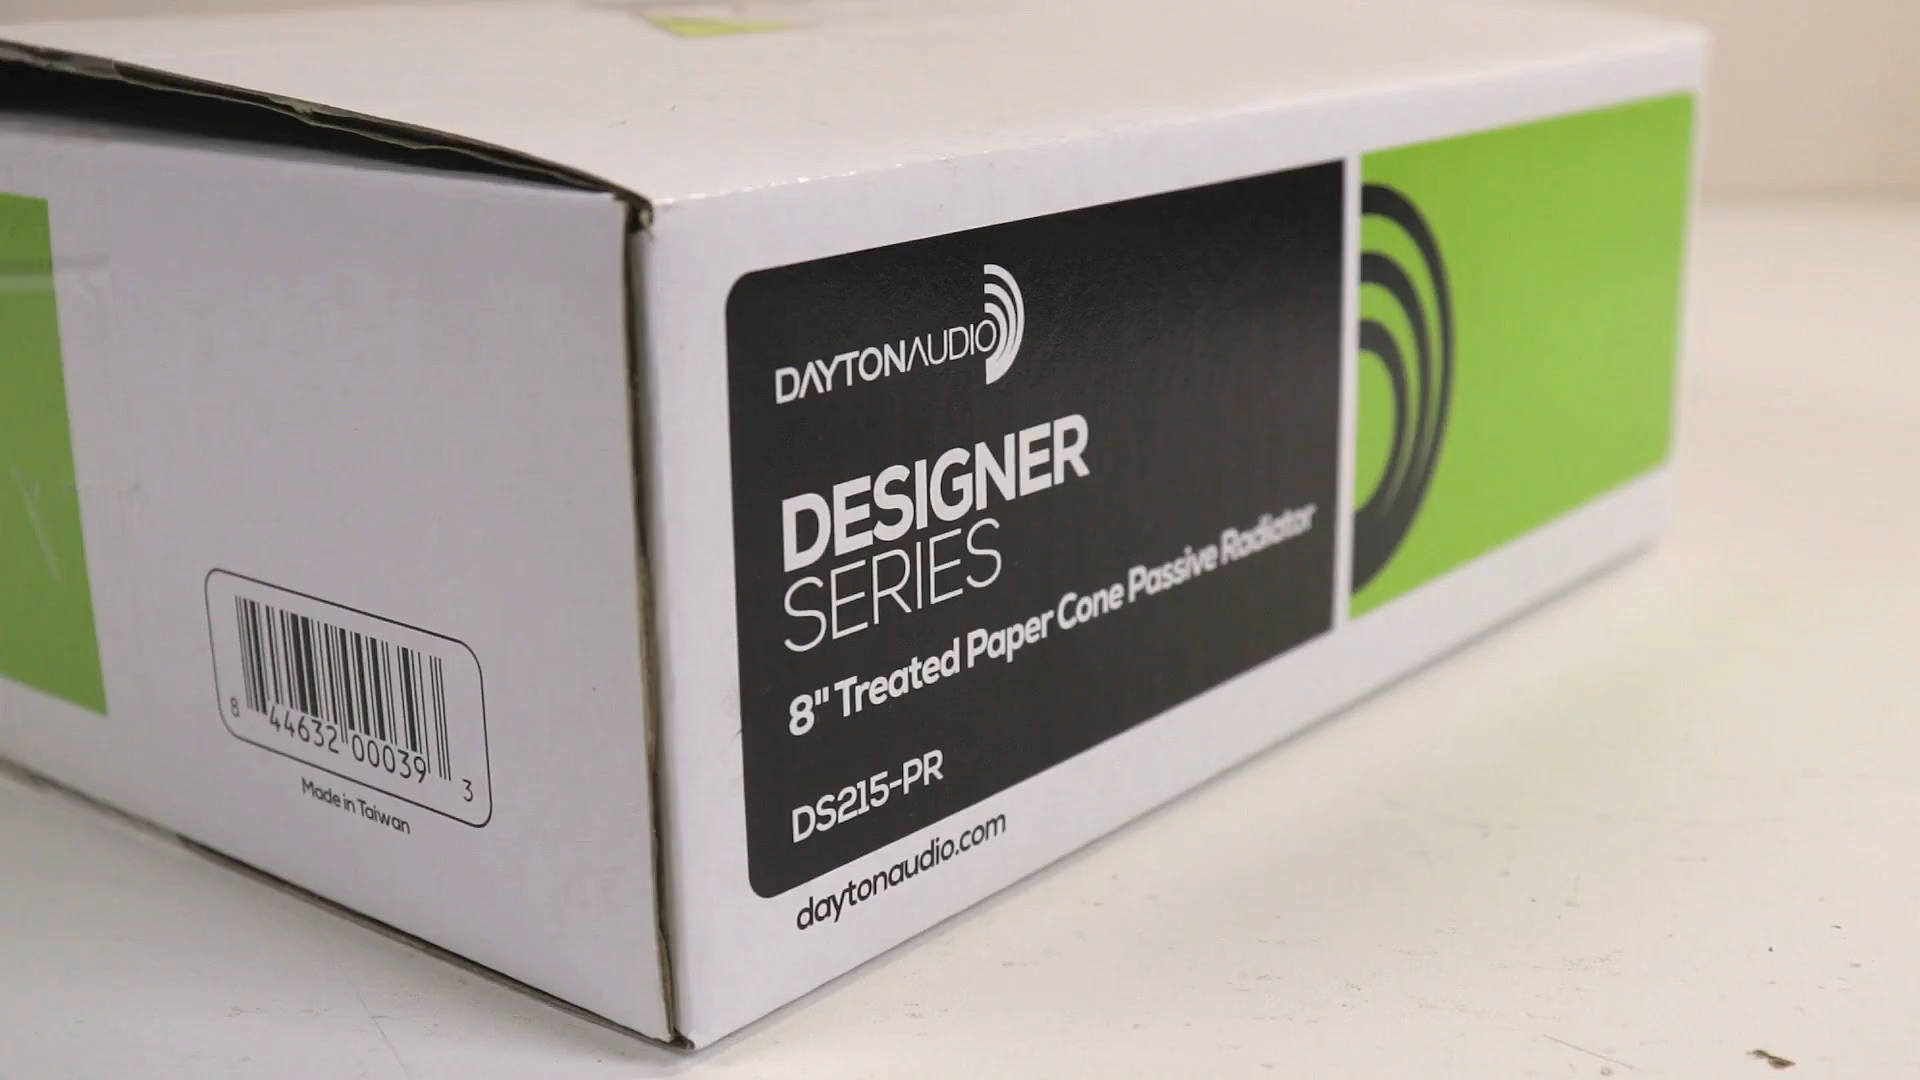 DAYTONAUDIO
DESIGNER
SERIES
8" Treated Paper Cone Passive Radiator
DS215-PR
daytonaudio.com
8 44632 00039 3
Made in Taiwan